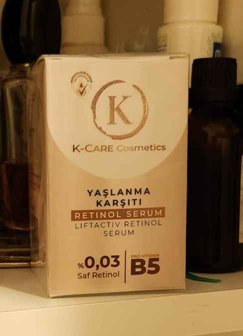 K
K-CARE Cosmetics
YAŞLANMA
KARŞITI
RETINOL SERUM
LIFTACTIV RETINOL
SERUM
%0,03
Saf Retinol
PRO-VITAMIN
B5